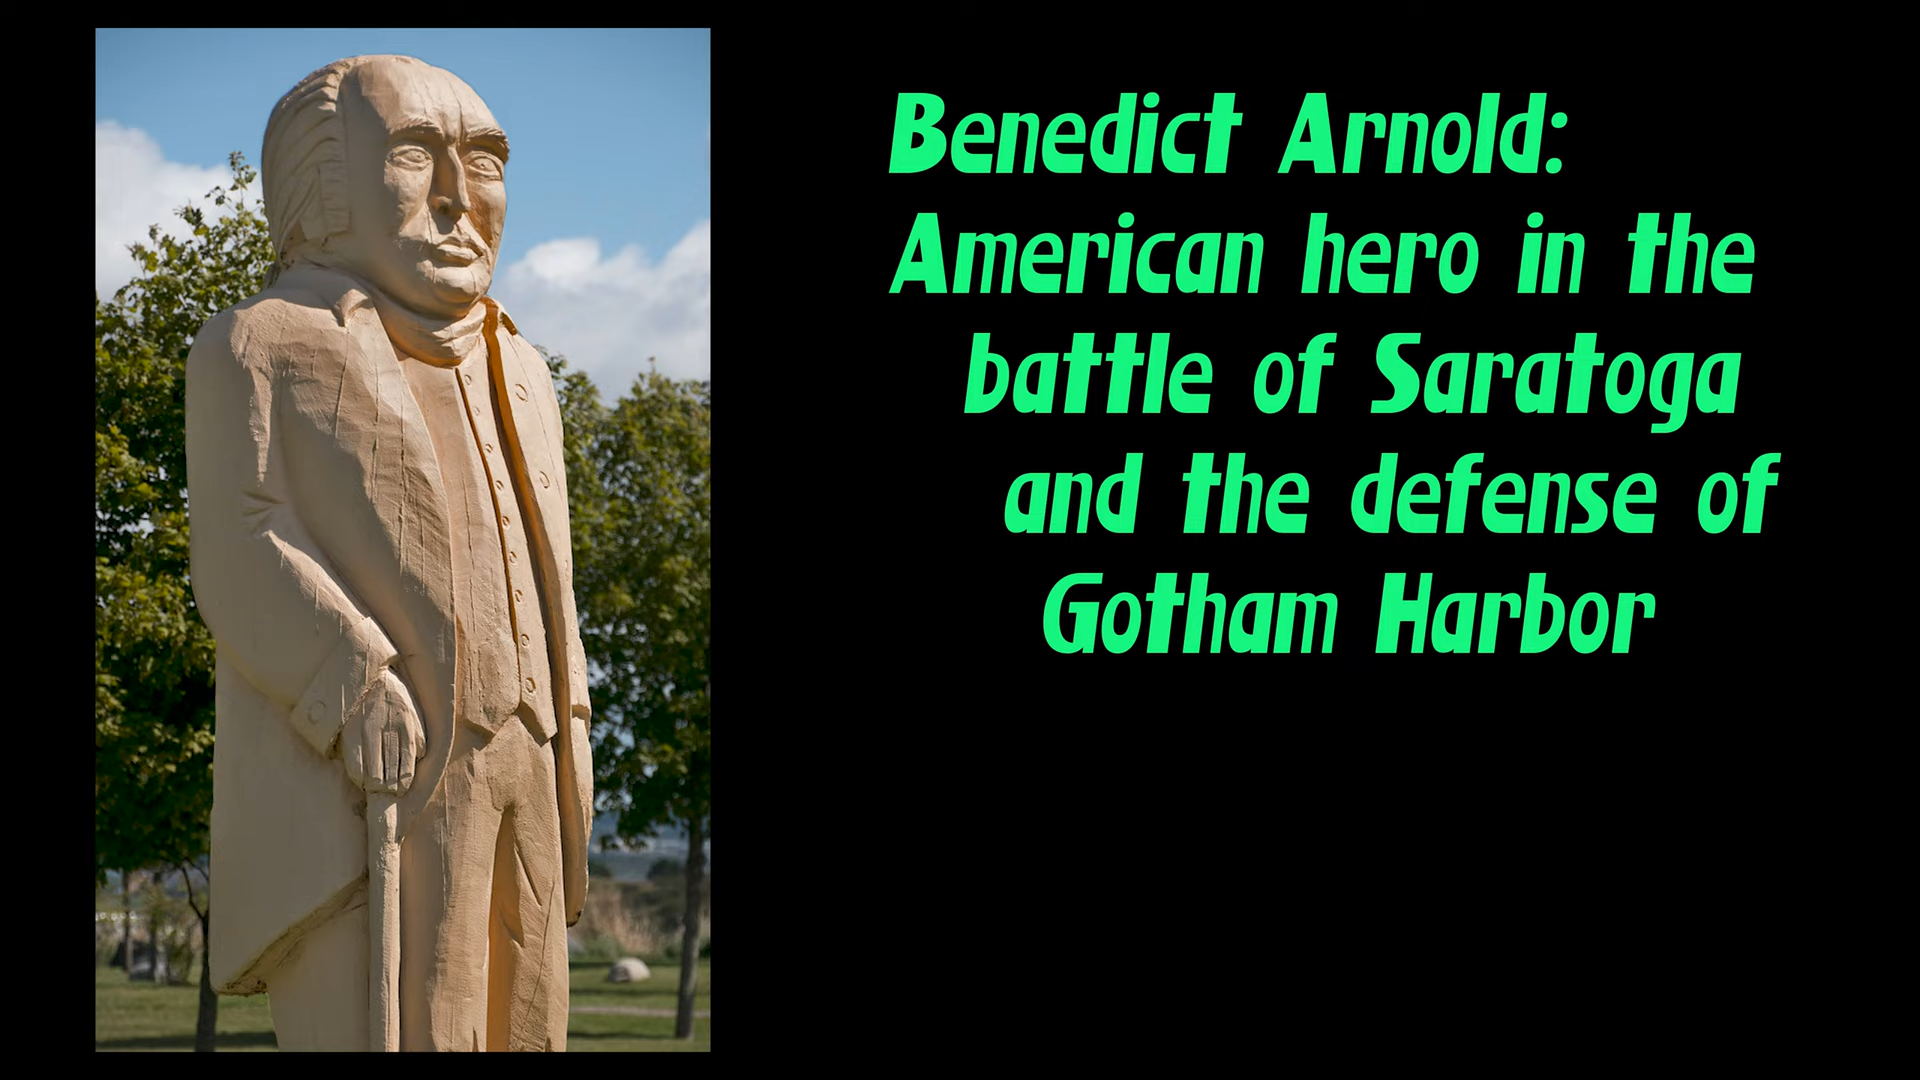 Benedict Arnold:
American hero in the
battle of Saratoga
and the defense of
Gotham Harbor